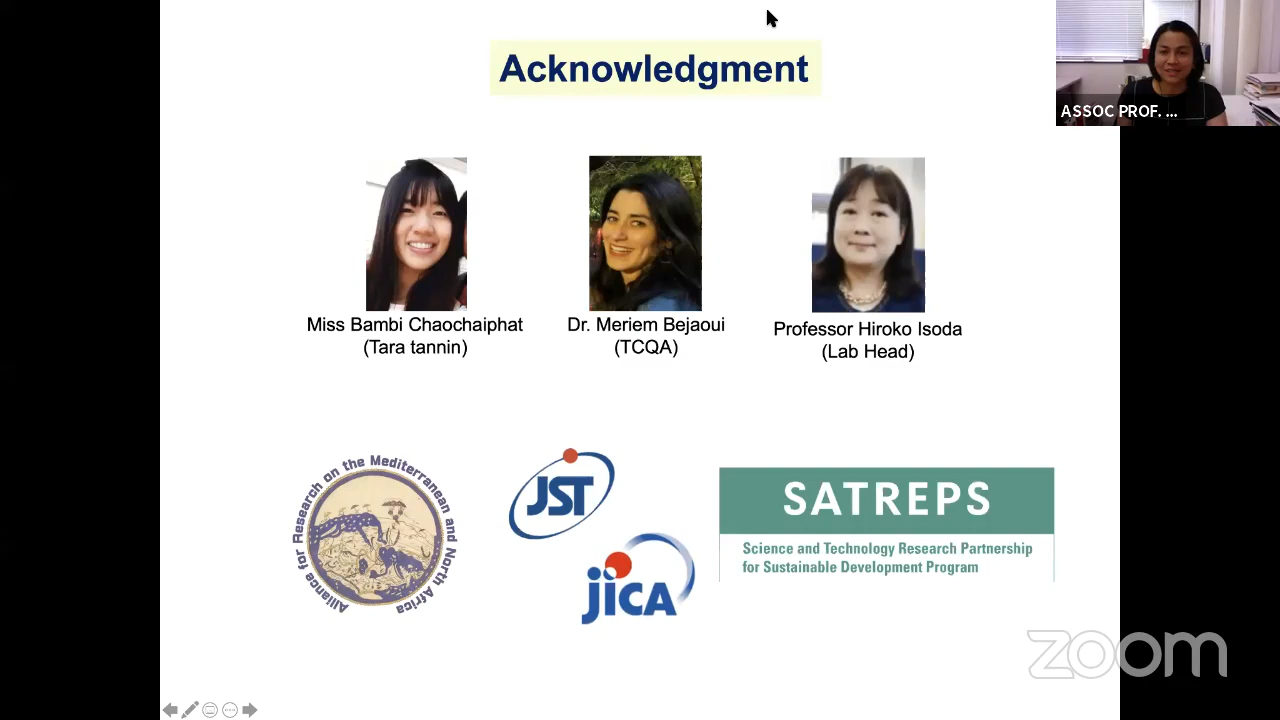 Acknowledgment
ASSOC PROF. ...
Miss Bambi Chaochaiphat
(Tara tannin)
Dr. Meriem Bejaoui
(TCQA)
Professor Hiroko Isoda
(Lab Head)
Alliance for Research on the Mediterranean and North Africa
JST
jICA
SATREPS
Science and Technology Research Partnership
for Sustainable Development Program
zoom